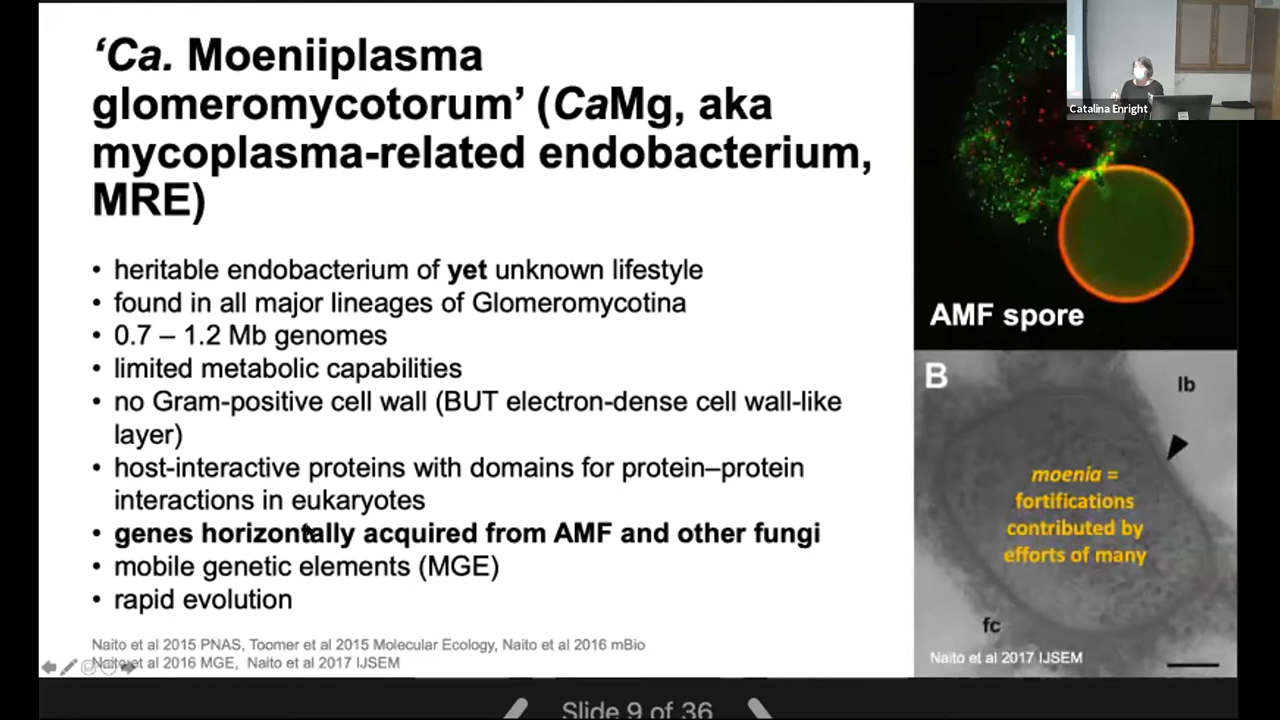 ‘Ca. Moeniiplasma
glomeromycotorum’ (CaMg, aka
mycoplasma-related endobacterium,
MRE)
• heritable endobacterium of yet unknown lifestyle
• found in all major lineages of Glomeromycotina
• 0.7 – 1.2 Mb genomes
• limited metabolic capabilities
• no Gram-positive cell wall (BUT electron-dense cell wall-like
layer)
• host-interactive proteins with domains for protein–protein
interactions in eukaryotes
• genes horizontally acquired from AMF and other fungi
• mobile genetic elements (MGE)
• rapid evolution
Naito et al 2015 PNAS, Toomer et al 2015 Molecular Ecology, Naito et al 2016 mBio
Naito et al 2016 MGE, Naito et al 2017 IJSEM
Catalina Enright
AMF spore
B
lb
moenia =
fortifications
contributed by
efforts of many
fc
Naito et al 2017 IJSEM
Slide 9 of 36